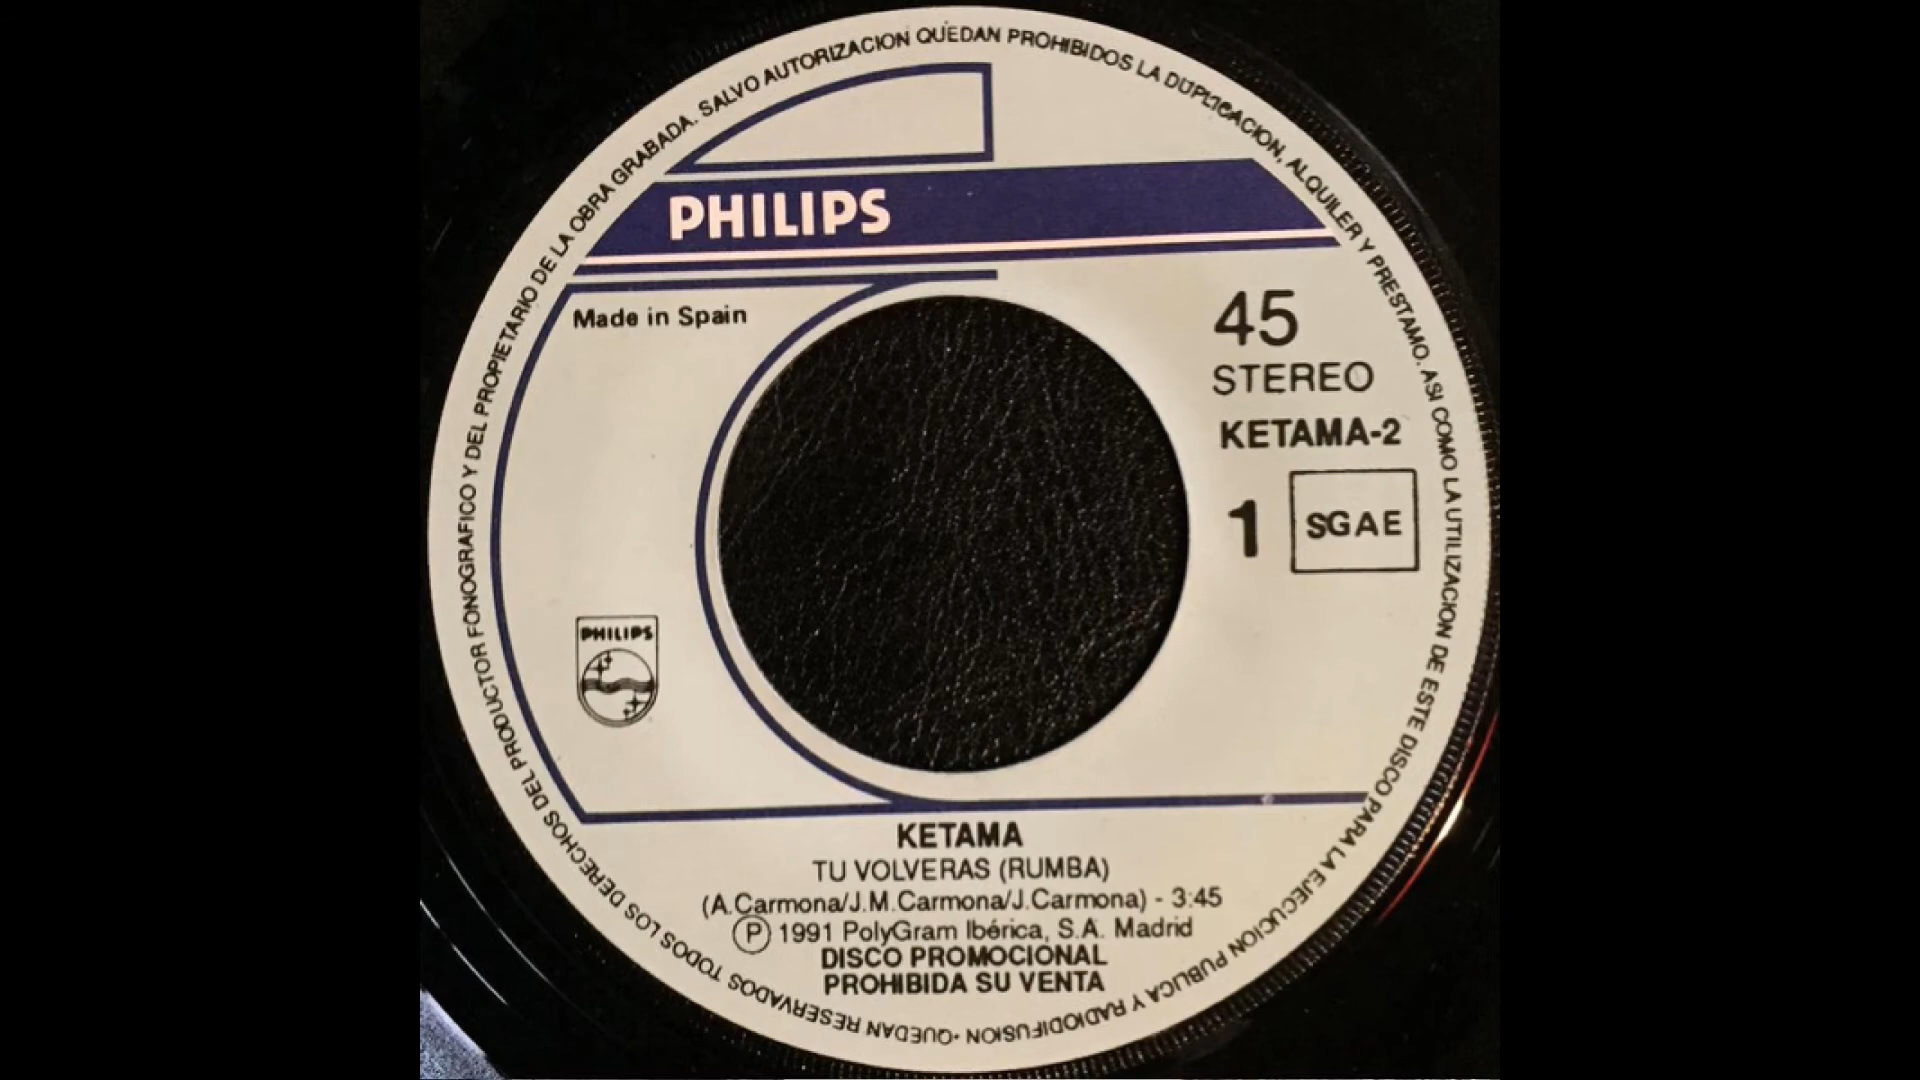 QUEDAN RESERVADOS TODOS LOS DERECHOS DEL PRODUCTOR FONOGRAFICO Y DEL PROPIETARIO DE LA OBRA GRABADA. SALVO AUTORIZACION QUEDAN PROHIBIDOS LA DUPLICACION, ALQUILER Y PRESTAMO. ASI COMO LA UTILIZACION DE ESTE DISCO PARA LA EJECUCION PUBLICA Y RADIODIFUSION •
PHILIPS
Made in Spain
45
STEREO
KETAMA-2
1 SGAE
PHILIPS
KETAMA
TU VOLVERAS (RUMBA)
(A.Carmona/J.M.Carmona/J.Carmona) - 3:45
Ⓟ 1991 PolyGram Ibérica, S.A. Madrid
DISCO PROMOCIONAL
PROHIBIDA SU VENTA